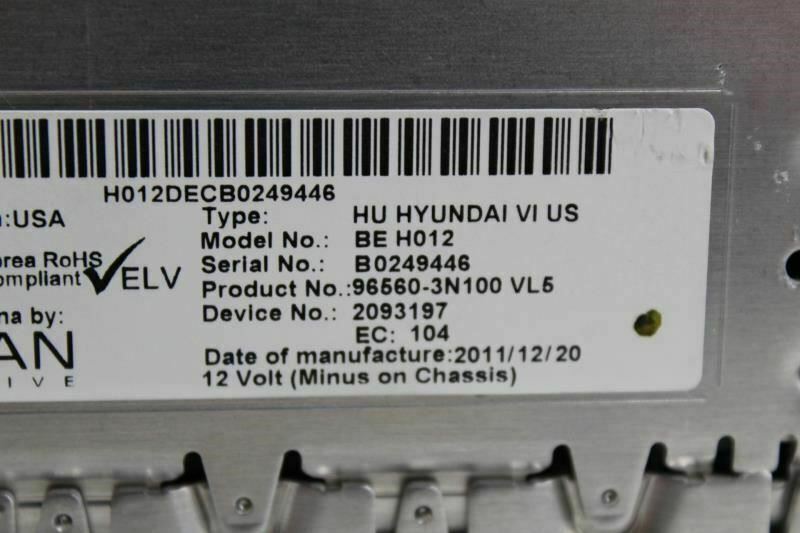 H012DECB0249446
:USA
Type: HU HYUNDAI VI US
Model No.: BE H012
orea RoHS
Serial No.: B0249446
ompliant ELV
Product No.: 96560-3N100 VL5
na by:
Device No.: 2093197
EC: 104
AN
Date of manufacture: 2011/12/20
IVE
12 Volt (Minus on Chassis)